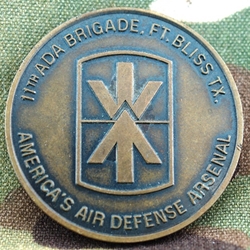 11TH ADA BRIGADE, FT. BLISS TX.
AMERICA'S AIR DEFENSE ARSENAL